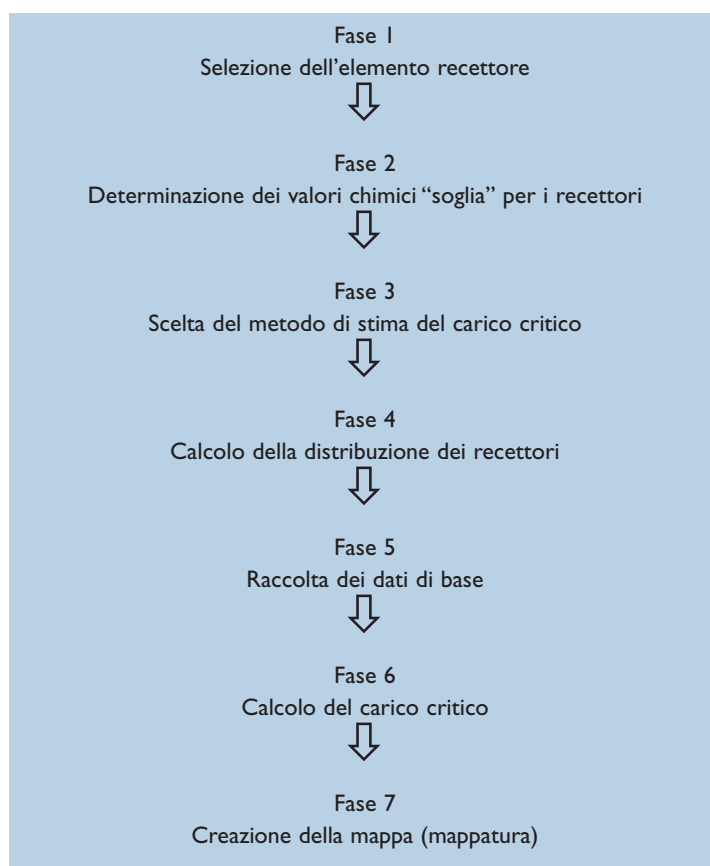 Fase 1
Selezione dell'elemento recettore
Fase 2
Determinazione dei valori chimici “soglia” per i recettori
Fase 3
Scelta del metodo di stima del carico critico
Fase 4
Calcolo della distribuzione dei recettori
Fase 5
Raccolta dei dati di base
Fase 6
Calcolo del carico critico
Fase 7
Creazione della mappa (mappatura)